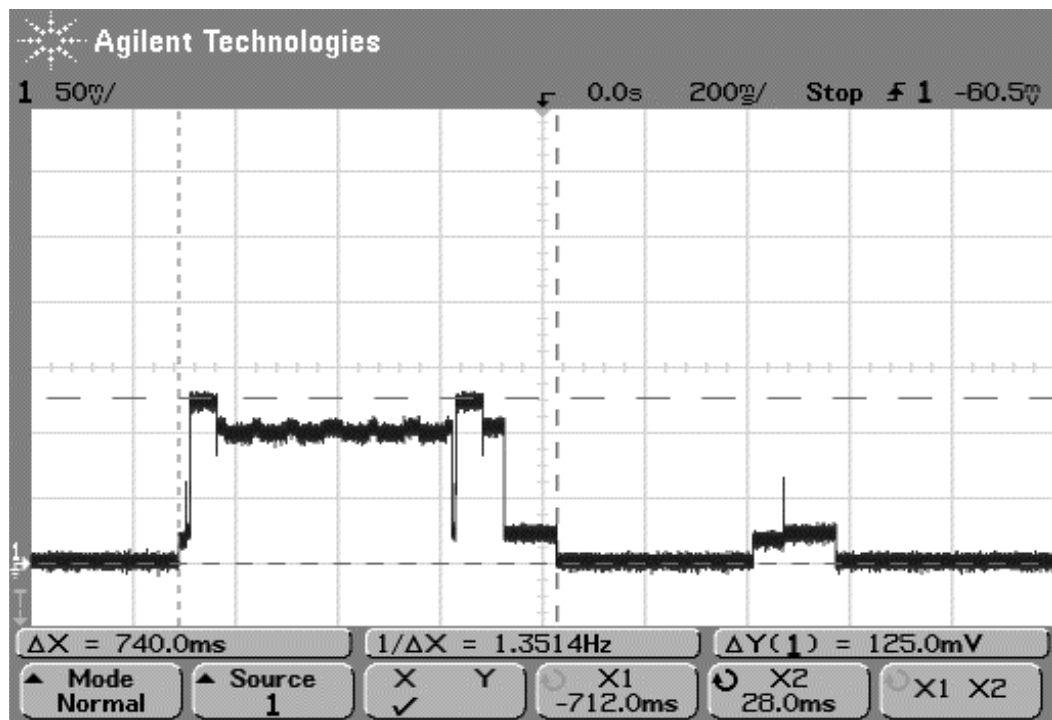 Agilent Technologies
1 50mV/ 0.0s 200ms/ Stop 1 -60.5mV
1
T
ΔX = 740.0ms 1/ΔX = 1.3514Hz ΔY(1) = 125.0mV
Mode Source X Y X1 X2 X1 X2
Normal 1 ✓ -712.0ms 28.0ms